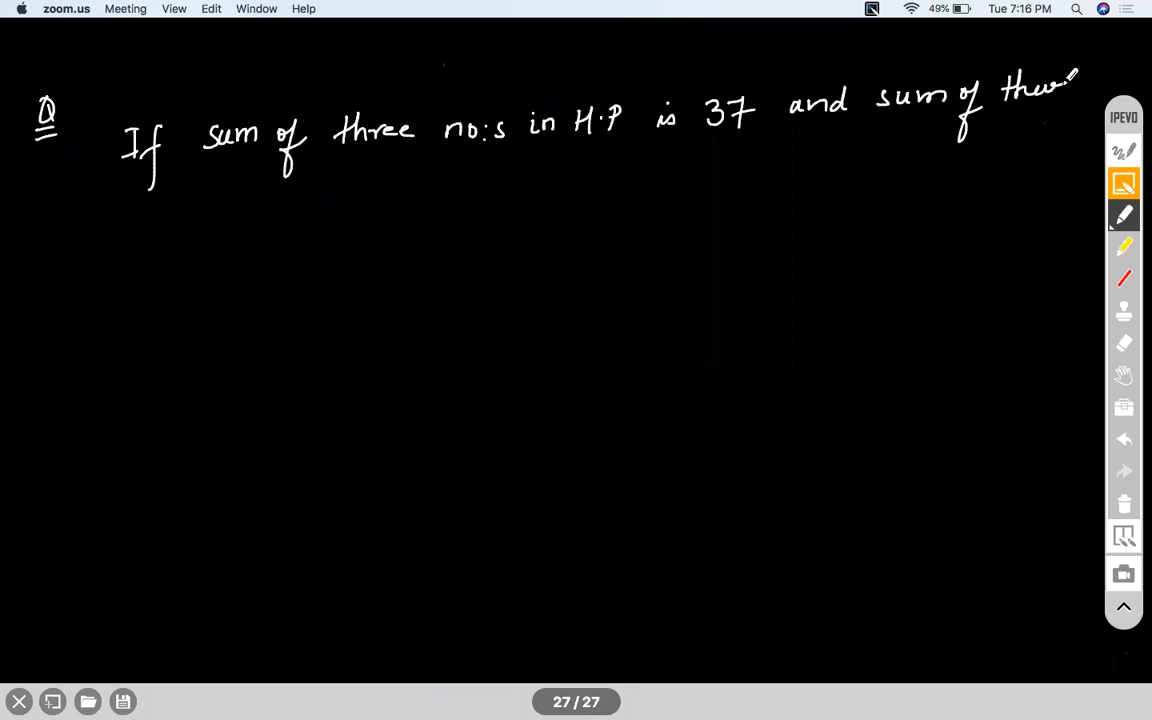 zoom.us Meeting View Edit Window Help 49% Tue 7:16 PM
Q If sum of three no:s in H.P is 37 and sum of
IPEVO
27 / 27